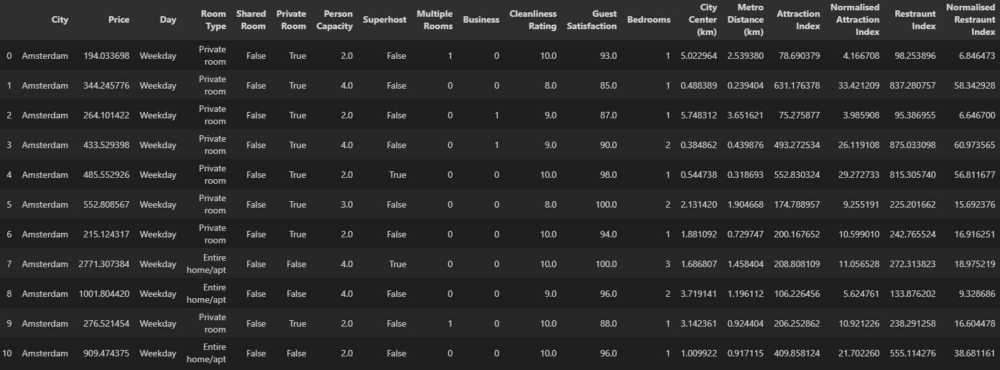 City Price Day Room Type Shared Room Private Room Person Capacity Superhost Multiple Rooms Business Cleanliness Rating Guest Satisfaction Bedrooms City Center (km) Metro Distance (km) Attraction Index Normalised Attraction Index Restraunt Index Normalised Restraunt Index
0 Amsterdam 194.033698 Weekday Private room False True 2.0 False 1 0 10.0 93.0 1 5.022964 2.539380 78.690379 4.166708 98.253896 6.846473
1 Amsterdam 344.245776 Weekday Private room False True 4.0 False 0 0 8.0 85.0 1 0.488389 0.239404 631.176378 33.421209 837.280757 58.342928
2 Amsterdam 264.101422 Weekday Private room False True 2.0 False 0 1 9.0 87.0 1 5.748312 3.651621 75.275877 3.985908 95.386955 6.646700
3 Amsterdam 433.529398 Weekday Private room False True 4.0 False 0 1 9.0 90.0 2 0.384862 0.439876 493.272534 26.119108 875.033098 60.973565
4 Amsterdam 485.552926 Weekday Private room False True 2.0 True 0 0 10.0 98.0 1 0.544738 0.318693 552.830324 29.272733 815.305740 56.811677
5 Amsterdam 552.808567 Weekday Private room False True 3.0 False 0 0 8.0 100.0 2 2.131420 1.904668 174.788957 9.255191 225.201662 15.692376
6 Amsterdam 215.124317 Weekday Private room False True 2.0 False 0 0 10.0 94.0 1 1.881092 0.729747 200.167652 10.599010 242.765524 16.916251
7 Amsterdam 2771.307384 Weekday Entire home/apt False False 4.0 True 0 0 10.0 100.0 3 1.686807 1.458404 208.808109 11.056528 272.313823 18.975219
8 Amsterdam 1001.804420 Weekday Entire home/apt False False 4.0 False 0 0 9.0 96.0 2 3.719141 1.196112 106.226456 5.624761 133.876202 9.328686
9 Amsterdam 276.521454 Weekday Private room False True 2.0 False 1 0 10.0 88.0 1 3.142361 0.924404 206.252862 10.921226 238.291258 16.604478
10 Amsterdam 909.474375 Weekday Entire home/apt False False 2.0 False 0 0 10.0 96.0 1 1.009922 0.917115 409.858124 21.702260 555.114276 38.681161